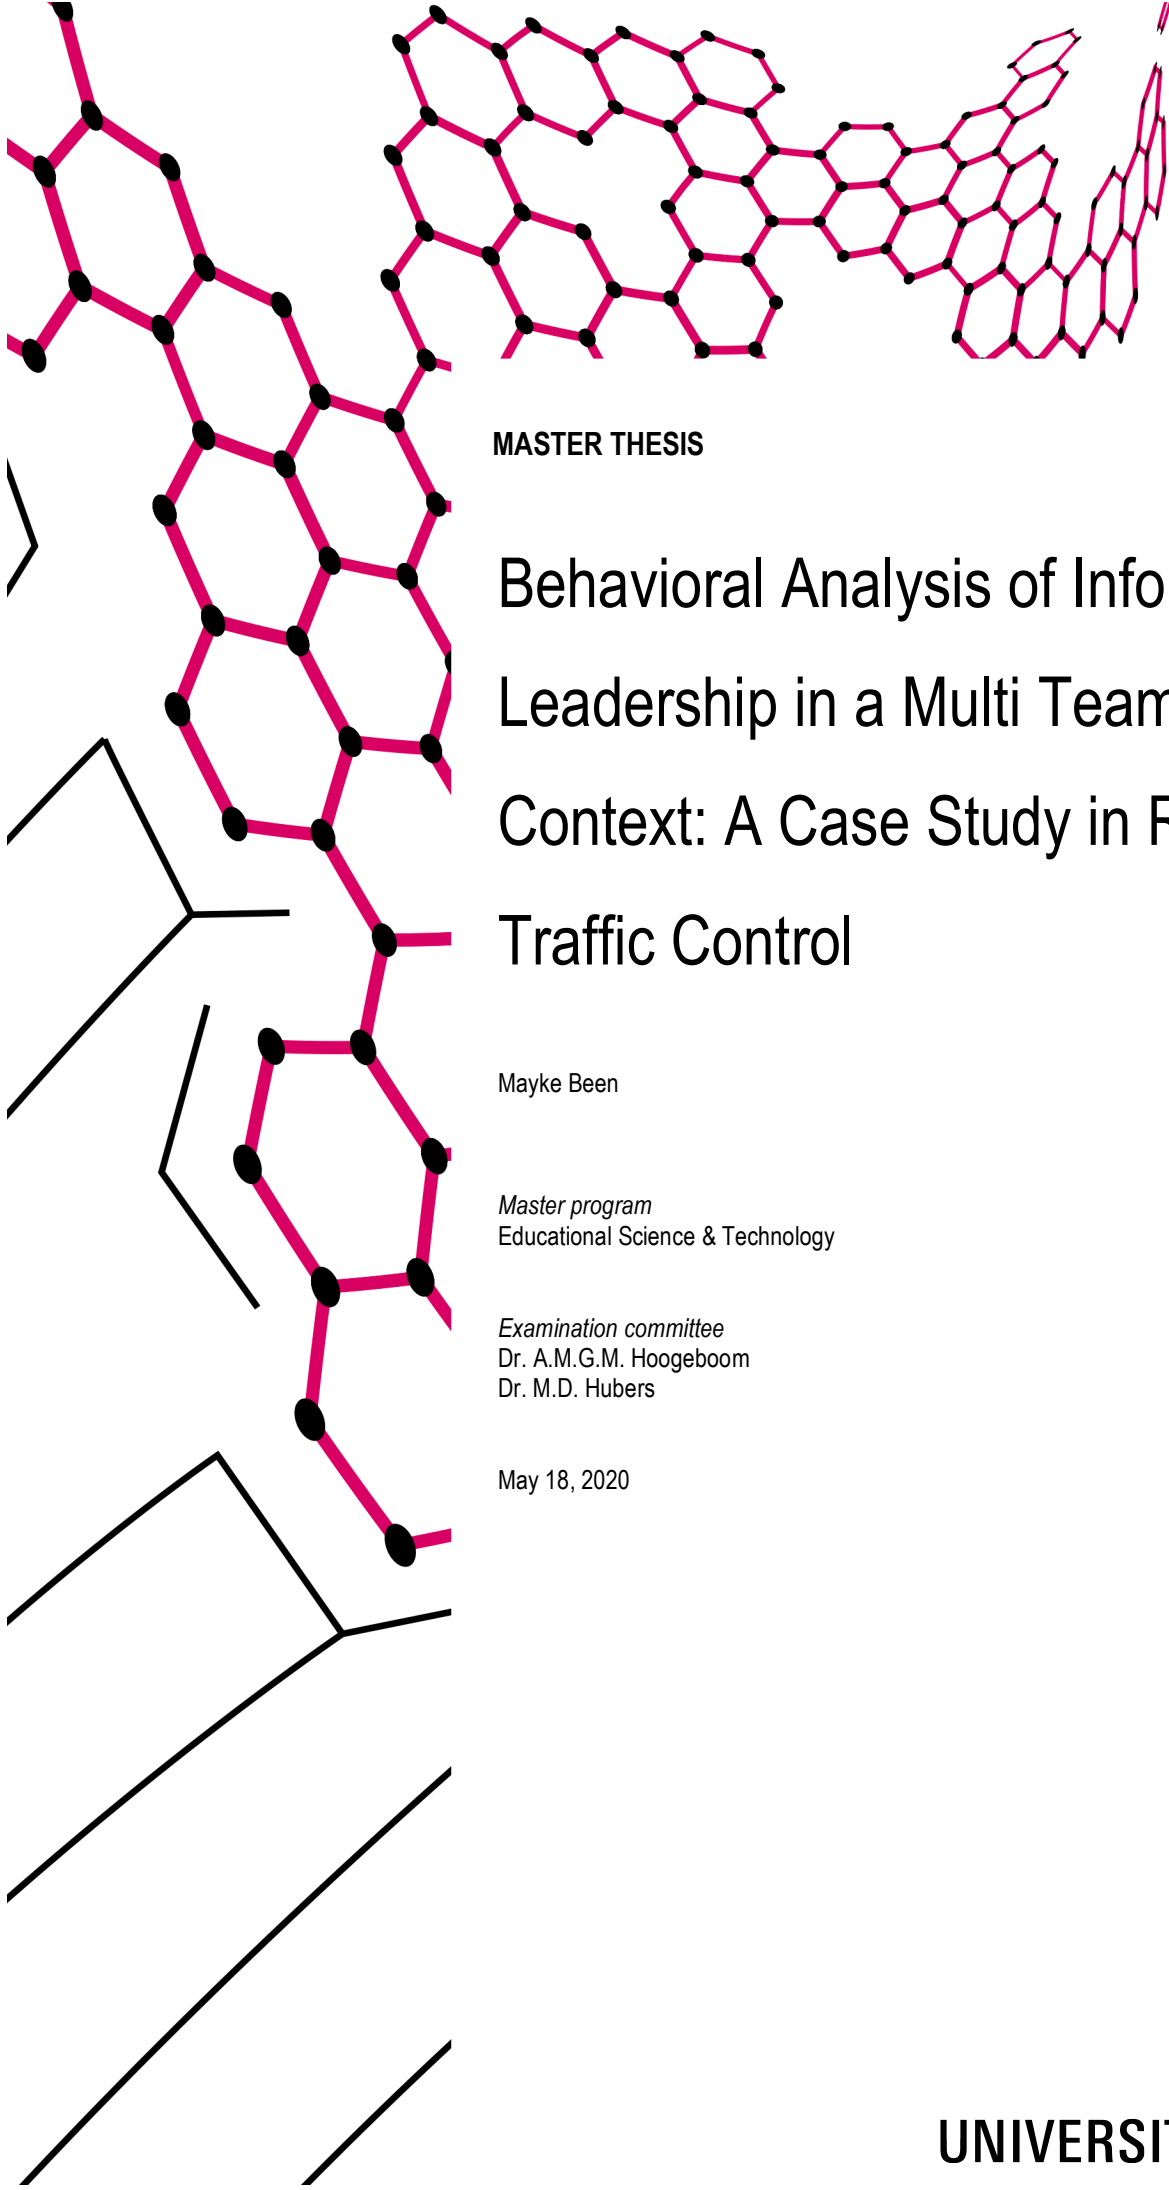 MASTER THESIS
Behavioral Analysis of Info
Leadership in a Multi Team
Context: A Case Study in
Traffic Control
Mayke Been
Master program
Educational Science & Technology
Examination committee
Dr. A.M.G.M. Hoogeboom
Dr. M.D. Hubers
May 18, 2020